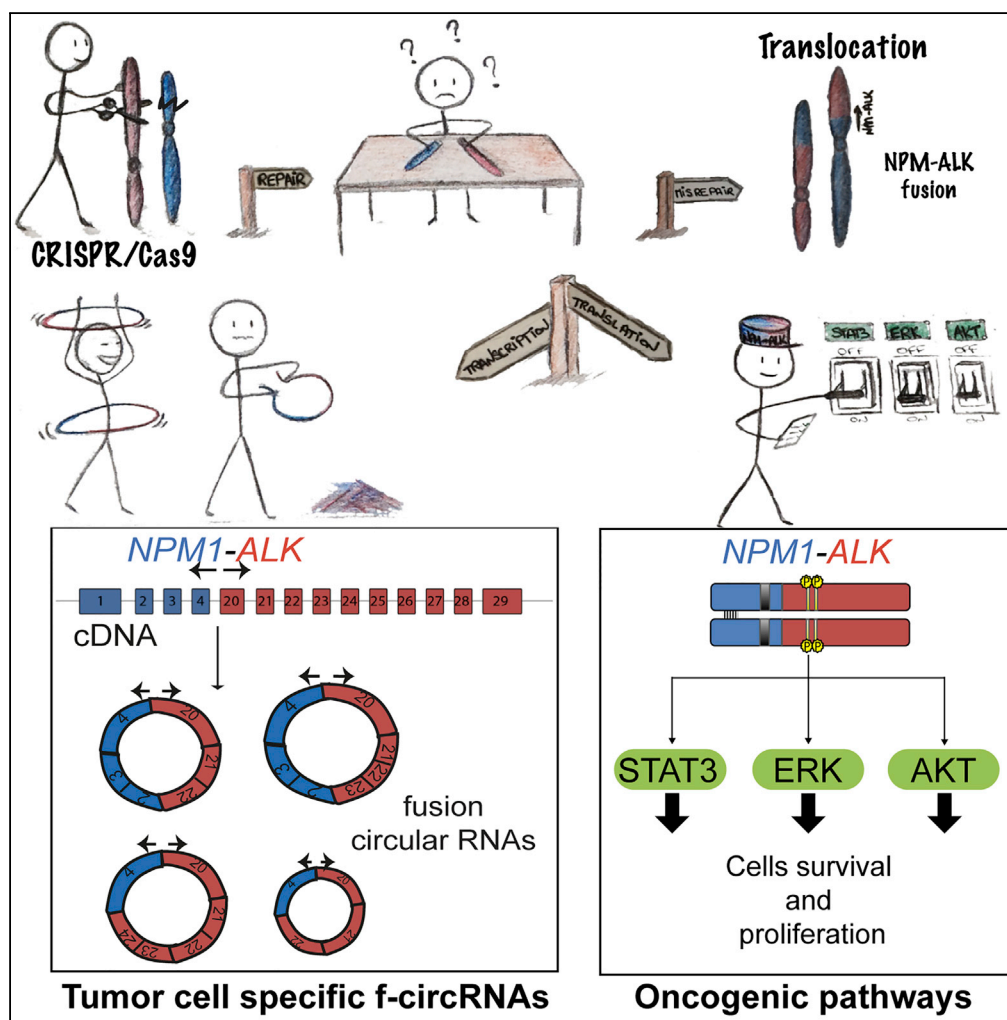 ? ? ?
CRISPR/Cas9
REPAIR
MISREPAIR
Translocation
NPM-ALK
NPM-ALK
fusion
TRANSCRIPTION
TRANSLATION
NPM-ALK
STAT3 ERK AKT
OFF OFF OFF
ON ON ON
NPM1-ALK
1 2 3 4 20 21 22 23 24 25 26 27 28 29
cDNA
4 20
3 21
2 22
4 20
3 21
2 23 22
fusion
circular RNAs
4 20
21
24 23 22
4 20
22 21
Tumor cell specific f-circRNAs
NPM1-ALK
P P
P P
STAT3 ERK AKT
Cells survival
and
proliferation
Oncogenic pathways